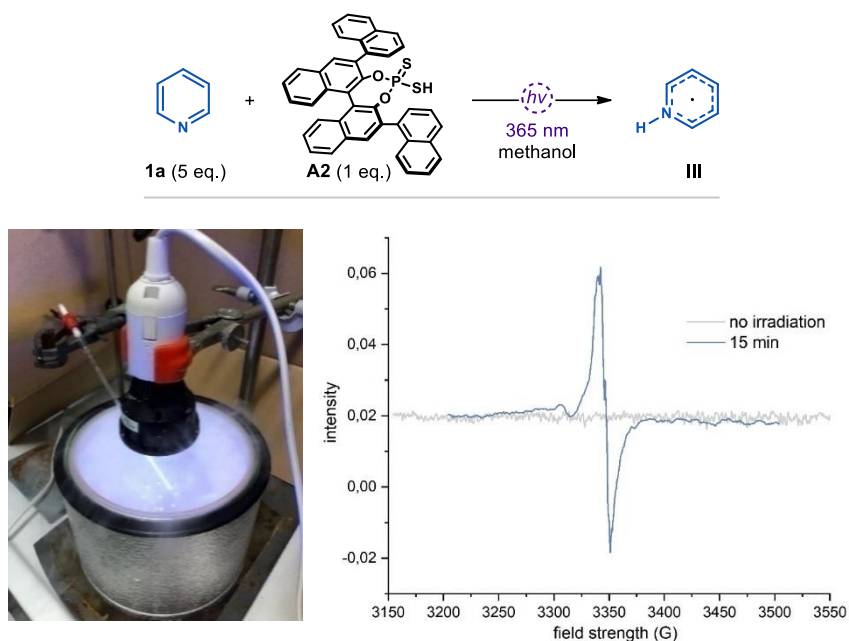 S
P
SH
O
O
+
N
hν
365 nm
methanol
N
H
1a (5 eq.)
A2 (1 eq.)
III
0,06
0,04
0,02
0,00
-0,02
intensity
no irradiation
15 min
3150 3200 3250 3300 3350 3400 3450 3500 3550
field strength (G)